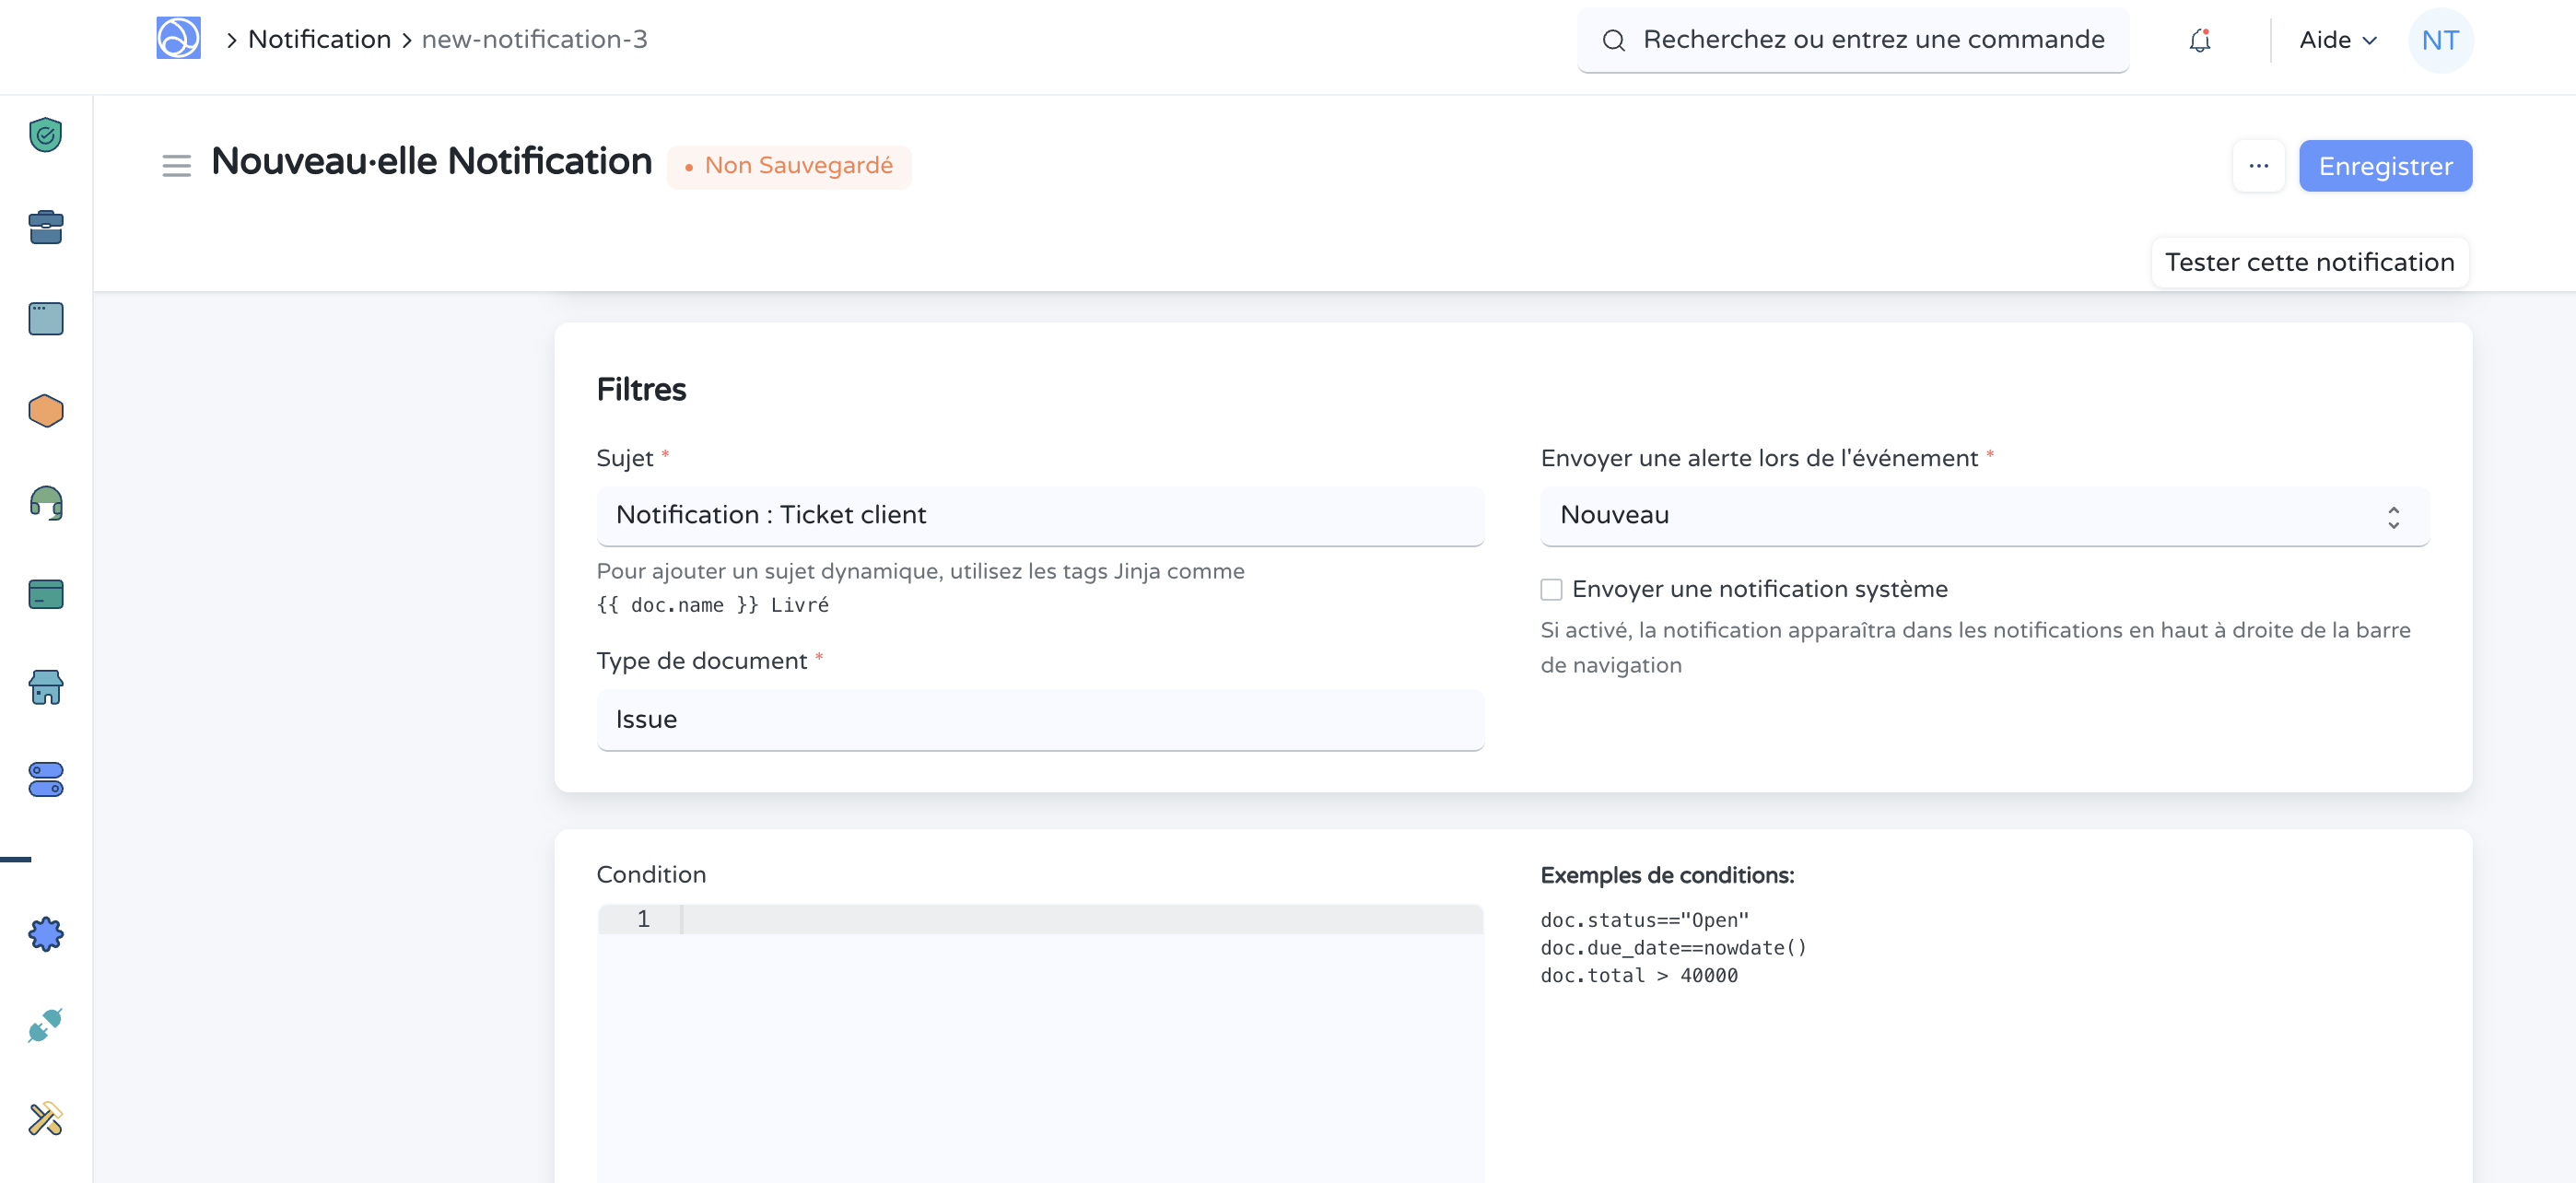 Notification
new-notification-3
Recherchez ou entrez une commande
Aide
NT
Nouveau·elle Notification
Non Sauvegardé
...
Enregistrer
Tester cette notification
Filtres
Sujet *
Notification : Ticket client
Pour ajouter un sujet dynamique, utilisez les tags Jinja comme
{{ doc.name }} Livré
Type de document *
Issue
Envoyer une alerte lors de l'événement *
Nouveau
Envoyer une notification système
Si activé, la notification apparaîtra dans les notifications en haut à droite de la barre
de navigation
Condition
1
Exemples de conditions:
doc.status=="Open"
doc.due_date==nowdate()
doc.total > 40000